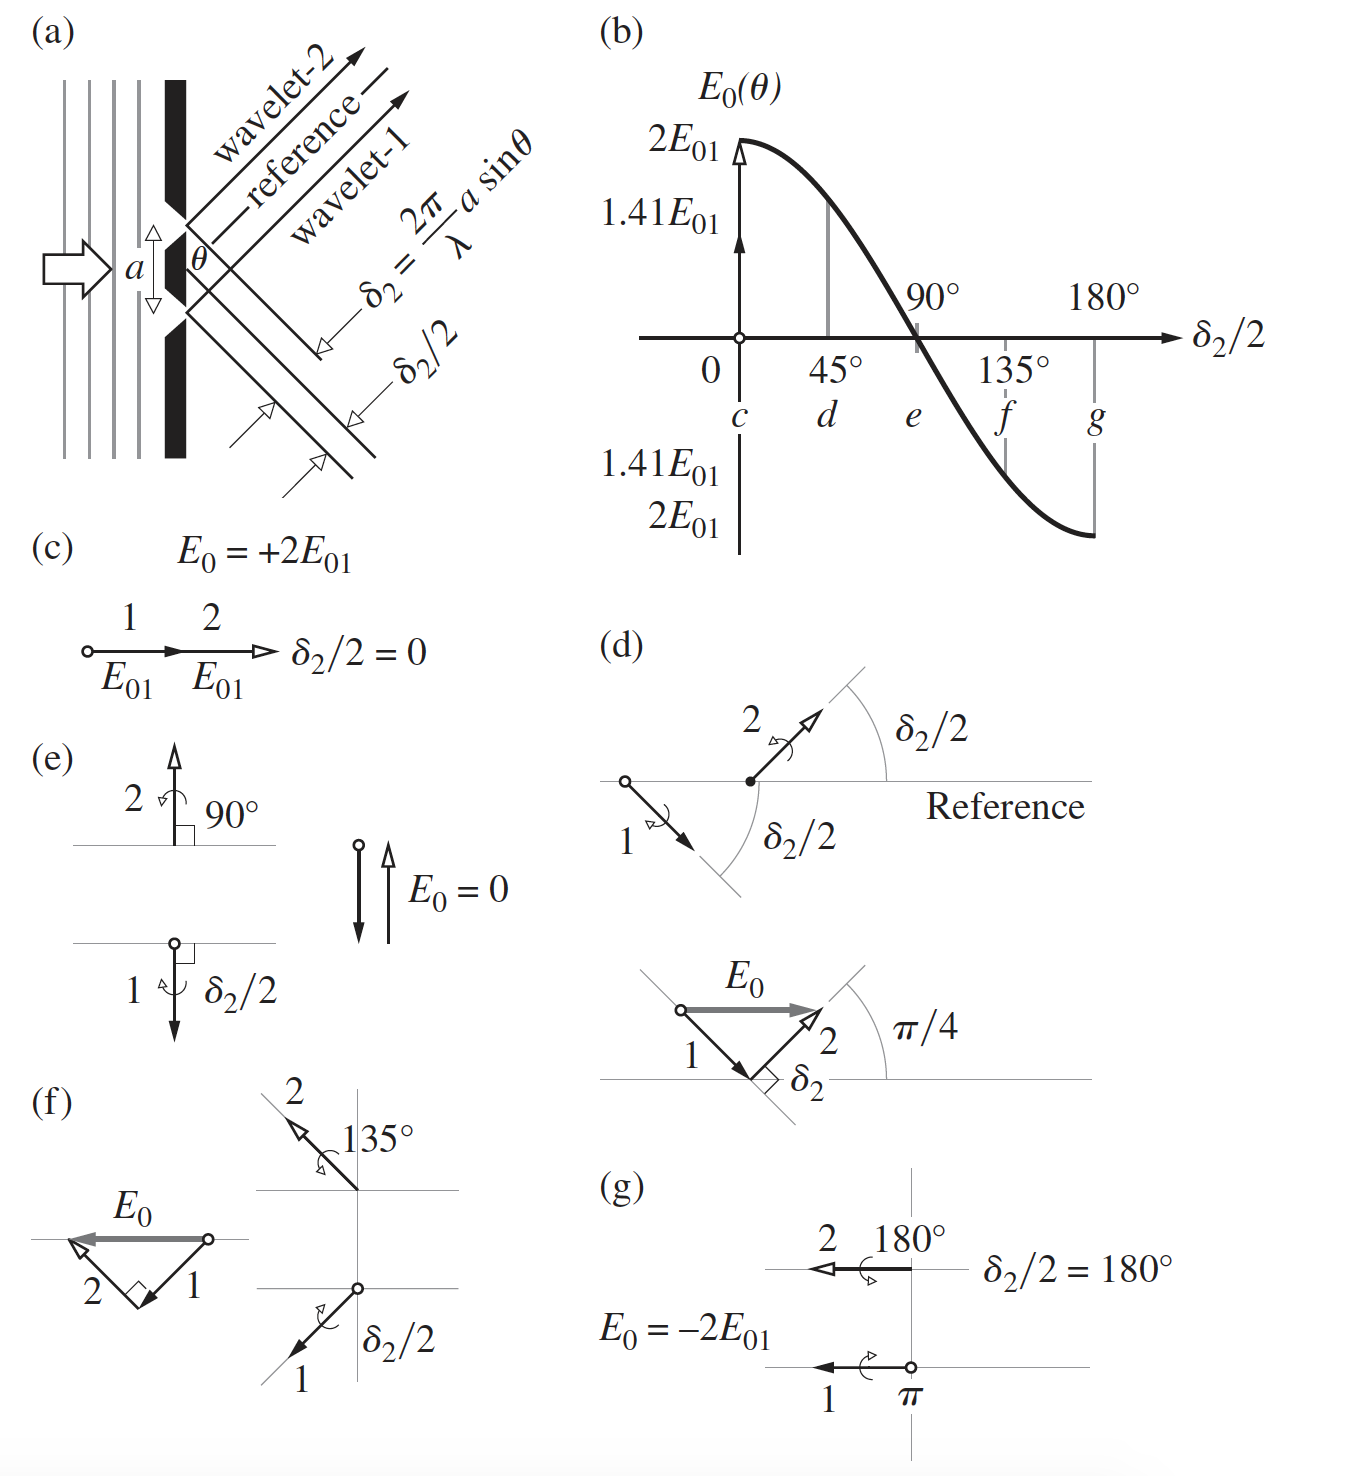 (a)
wavelet-2
reference
wavelet-1
δ₂ = 2π/λ a sinθ
δ₂/2
a
θ
(b)
E₀(θ)
2E₀₁
1.41E₀₁
90°
180°
δ₂/2
0
45°
135°
c
d
e
f
g
1.41E₀₁
2E₀₁
(c)
E₀ = +2E₀₁
1
2
δ₂/2 = 0
E₀₁
E₀₁
(d)
2
δ₂/2
Reference
1
δ₂/2
E₀
1
2
π/4
δ₂
(e)
2
90°
1
δ₂/2
E₀ = 0
(f)
2
135°
E₀
2
1
δ₂/2
1
(g)
2
180°
δ₂/2 = 180°
E₀ = −2E₀₁
1
π